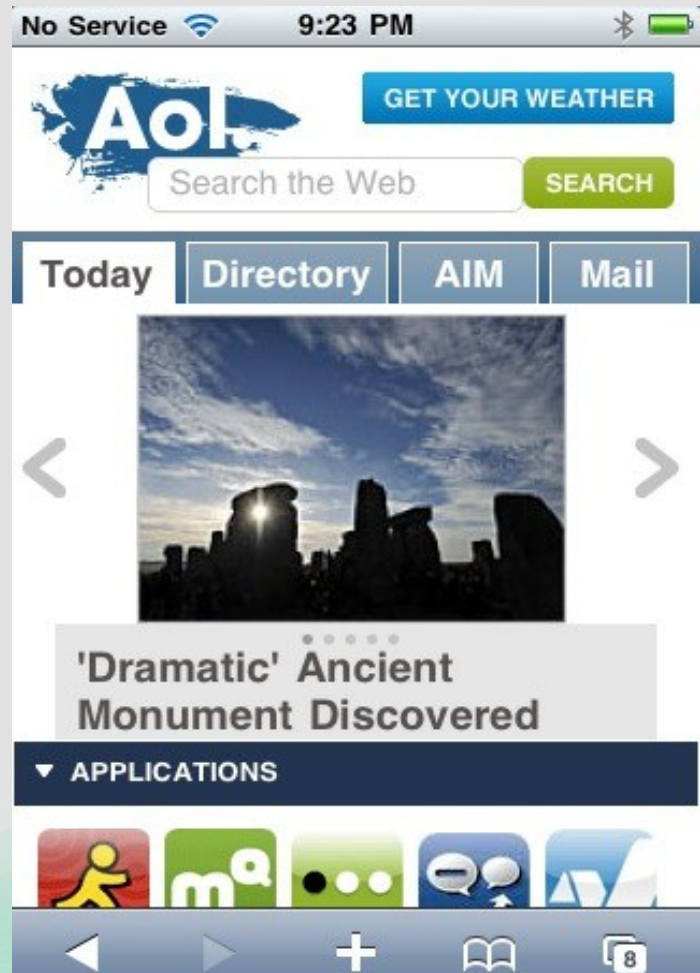 No Service 9:23 PM
Aol.
GET YOUR WEATHER
Search the Web SEARCH
Today Directory AIM Mail
'Dramatic' Ancient
Monument Discovered
APPLICATIONS
mQ
8